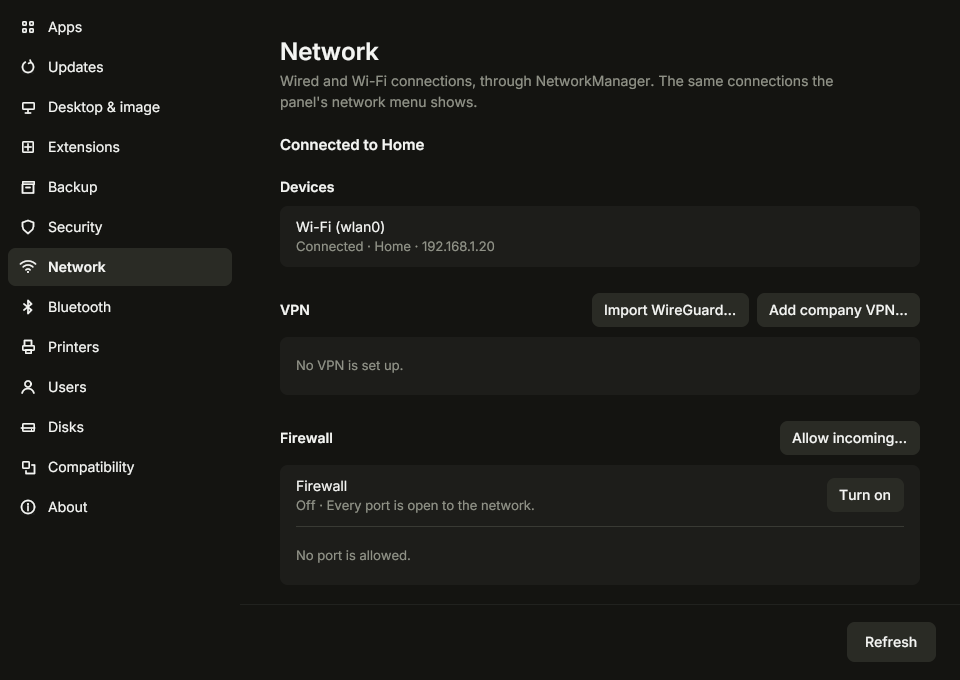 Apps
Updates
Desktop & image
Extensions
Backup
Security
Network
Bluetooth
Printers
Users
Disks
Compatibility
About
Network
Wired and Wi-Fi connections, through NetworkManager. The same connections the
panel's network menu shows.
Connected to Home
Devices
Wi-Fi (wlan0)
Connected · Home · 192.168.1.20
VPN
Import WireGuard...
Add company VPN...
No VPN is set up.
Firewall
Allow incoming...
Firewall
Off · Every port is open to the network.
Turn on
No port is allowed.
Refresh